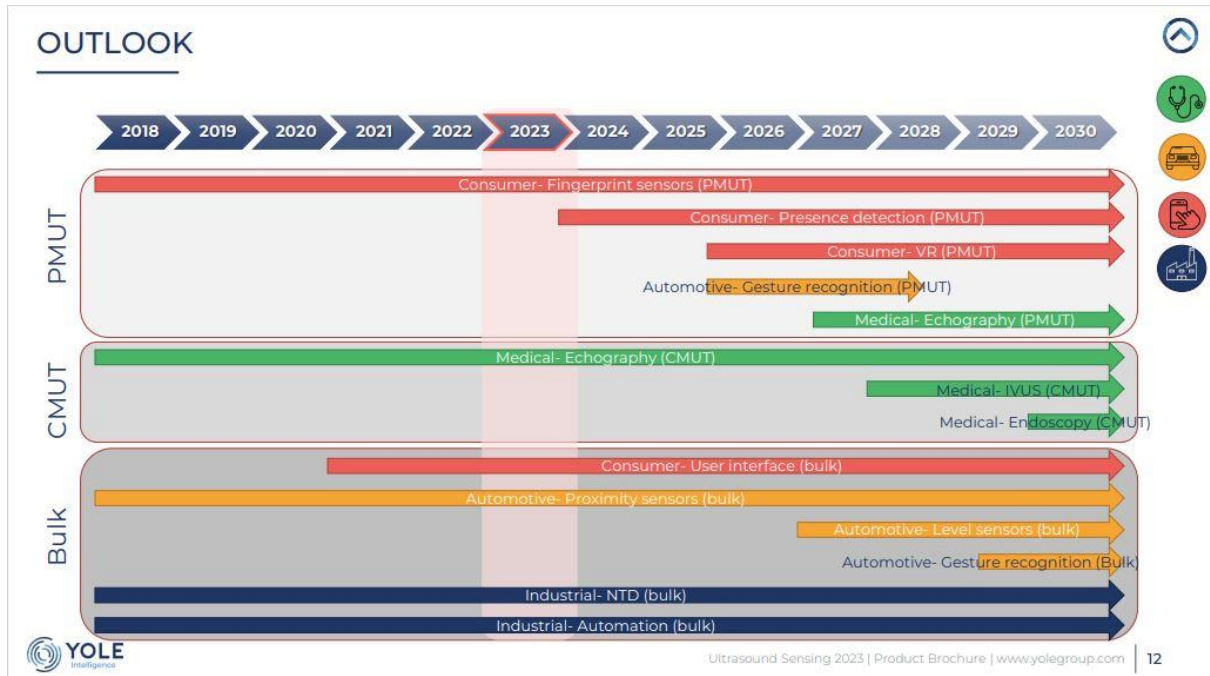 OUTLOOK
2018 2019 2020 2021 2022 2023 2024 2025 2026 2027 2028 2029 2030
PMUT
Consumer- Fingerprint sensors (PMUT)
Consumer- Presence detection (PMUT)
Consumer- VR (PMUT)
Automotive- Gesture recognition (PMUT)
Medical- Echography (PMUT)
CMUT
Medical- Echography (CMUT)
Medical- IVUS (CMUT)
Medical- Endoscopy (CMUT)
Bulk
Consumer- User interface (bulk)
Automotive- Proximity sensors (bulk)
Automotive- Level sensors (bulk)
Automotive- Gesture recognition (Bulk)
Industrial- NTD (bulk)
Industrial- Automation (bulk)
YOLE
Intelligence
Ultrasound Sensing 2023 | Product Brochure | www.yolegroup.com | 12